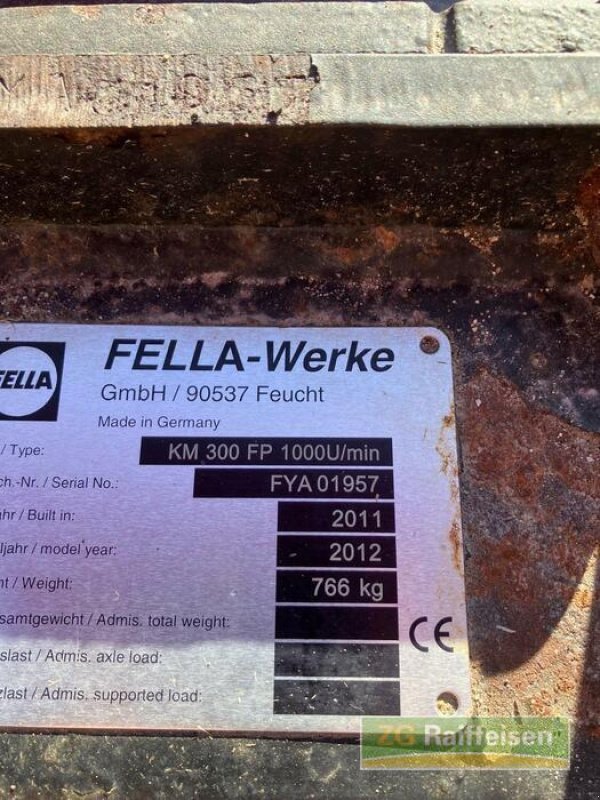 FELLA
FELLA-Werke
GmbH / 90537 Feucht
Made in Germany
/ Type: KM 300 FP 1000U/min
ch.-Nr. / Serial No.: FYA 01957
ahr / Built in: 2011
lljahr / model year: 2012
ht / Weight: 766 kg
samtgewicht / Admis. total weight:
slast / Admis. axle load:
zlast / Admis. supported load:
CE
ZG Raiffeisen